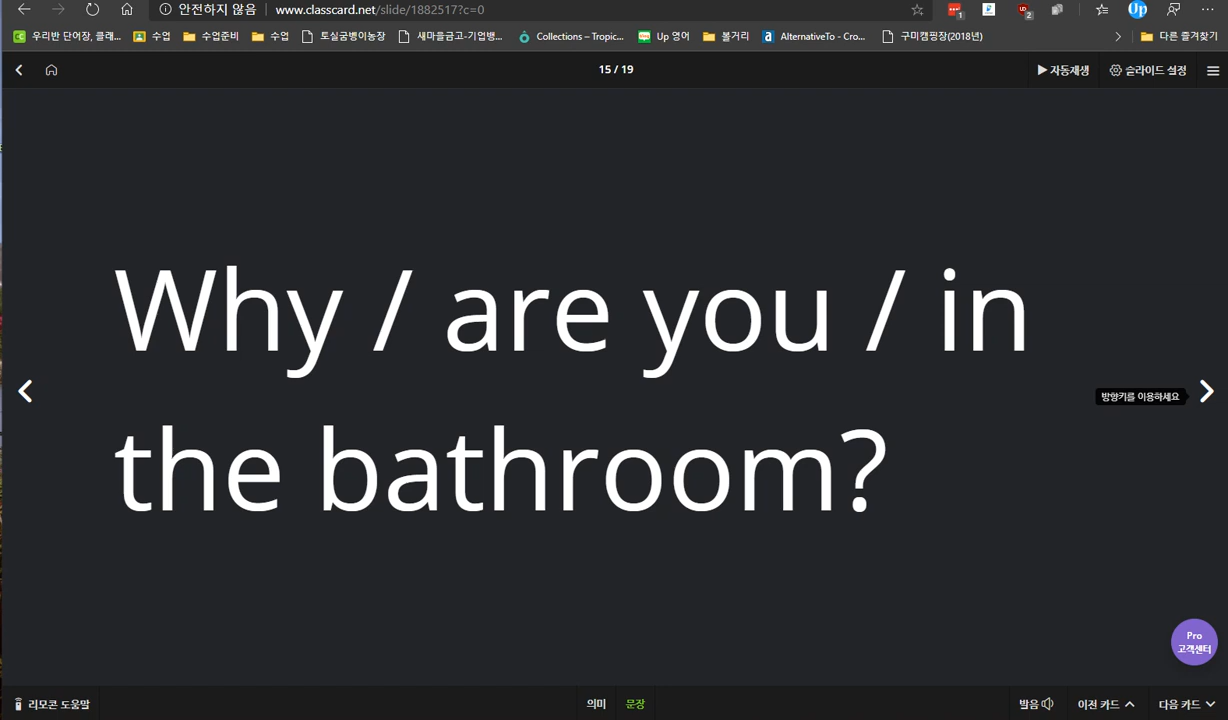 안전하지 않음 | www.classcard.net/slide/1882517?c=0
1
2
Up
우리반 단어장, 클래... 수업 수업준비 수업 토실굼벵이농장 새마을금고-기업뱅... Collections – Tropic... Up 영어 볼거리 a AlternativeTo - Cro... 구미캠핑장(2018년) 다른 즐겨찾기
15 / 19
자동재생 슬라이드 설정
Why / are you / in
the bathroom?
방향키를 이용하세요
Pro
고객센터
리모콘 도움말 의미 문장 발음 이전 카드 다음 카드